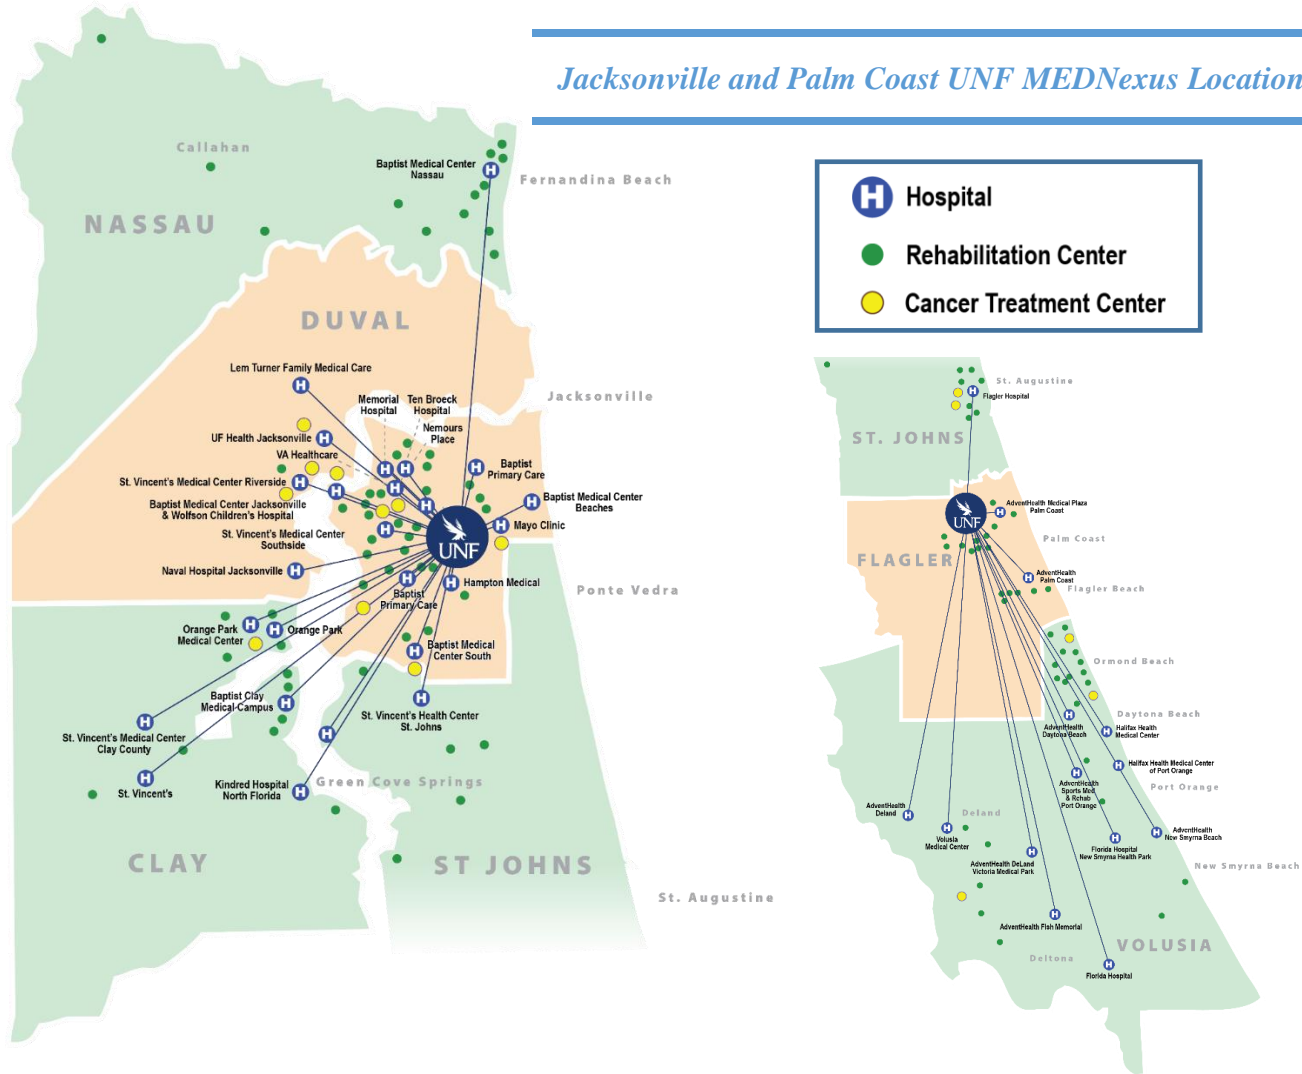 Jacksonville and Palm Coast UNF MEDNexus Location
H Hospital
Rehabilitation Center
Cancer Treatment Center
Callahan
NASSAU
Baptist Medical Center
Nassau
Fernandina Beach
DUVAL
Lem Turner Family Medical Care
Jacksonville
Memorial
Hospital
Ten Broeck
Hospital
Nemours
Place
UF Health Jacksonville
VA Healthcare
Baptist
Primary Care
St. Vincent's Medical Center Riverside
Baptist Medical Center Jacksonville
& Wolfson Children's Hospital
Baptist Medical Center
Beaches
Mayo Clinic
St. Vincent's Medical Center
Southside
UNF
Naval Hospital Jacksonville
Hampton Medical
Ponte Vedra
Baptist
Primary Care
Orange Park
Medical Center
Orange Park
Baptist Medical
Center South
Baptist Clay
Medical Campus
St. Vincent's Health Center
St. Johns
St. Vincent's Medical Center
Clay County
St. Vincent's
Kindred Hospital
North Florida
Green Cove Springs
CLAY
ST JOHNS
St. Augustine
St. Augustine
Flagler Hospital
ST. JOHNS
AdventHealth Medical Plaza
Palm Coast
UNF
Palm Coast
FLAGLER
AdventHealth
Palm Coast
Flagler Beach
Ormond Beach
Daytona Beach
AdventHealth
Daytona Beach
Halifax Health
Medical Center
Halifax Health Medical Center
of Port Orange
AdventHealth
Sports Med
& Rehab
Port Orange
Port Orange
AdventHealth
Deland
Deland
Volusia
Medical Center
AdventHealth
New Smyrna Beach
Florida Hospital
New Smyrna Health Park
AdventHealth DeLand
Victoria Medical Park
New Smyrna Beach
AdventHealth Fish Memorial
VOLUSIA
Deltona
Florida Hospital